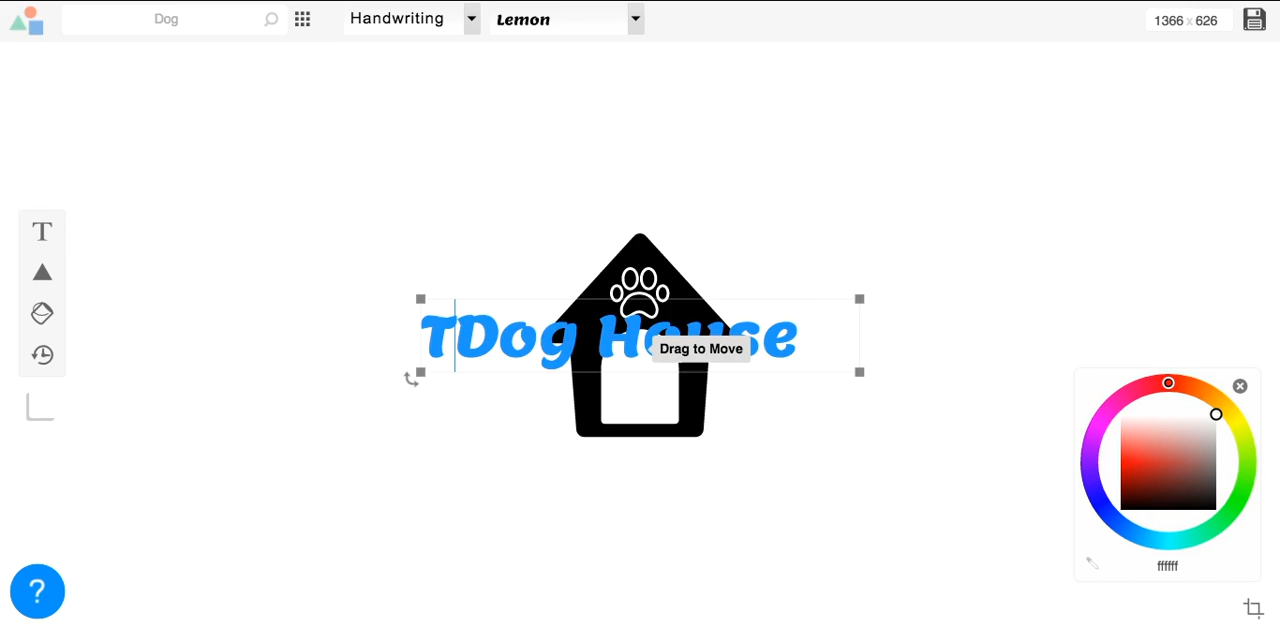 Dog
Handwriting
Lemon
1366 x 626
T
TDog House
Drag to Move
ffffff
?